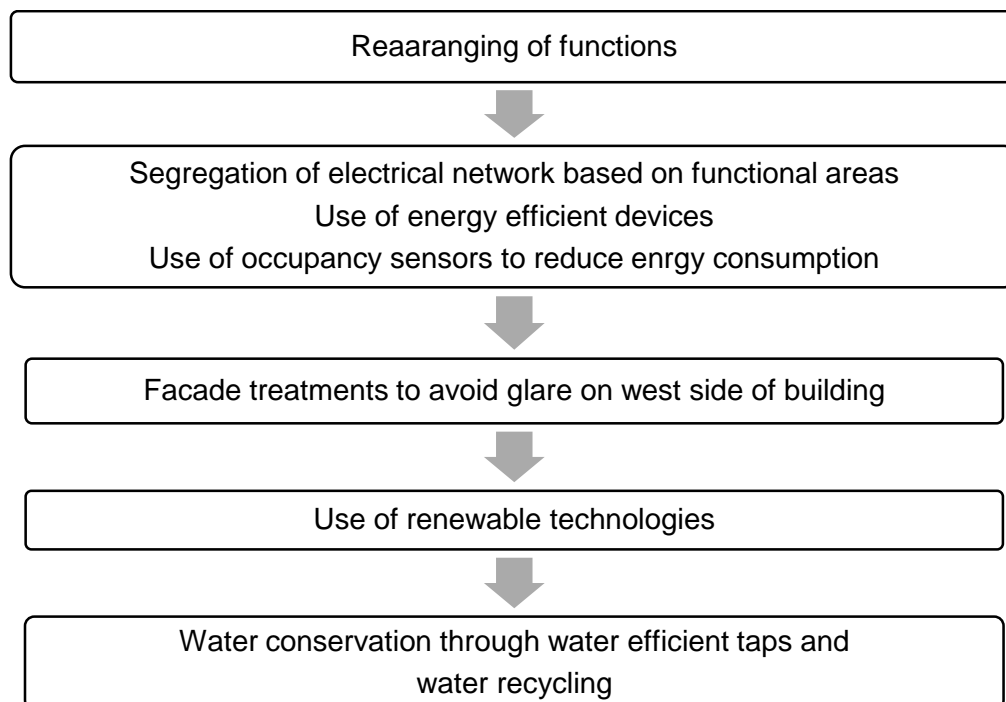 Reaaranging of functions
Segregation of electrical network based on functional areas
Use of energy efficient devices
Use of occupancy sensors to reduce enrgy consumption
Facade treatments to avoid glare on west side of building
Use of renewable technologies
Water conservation through water efficient taps and
water recycling